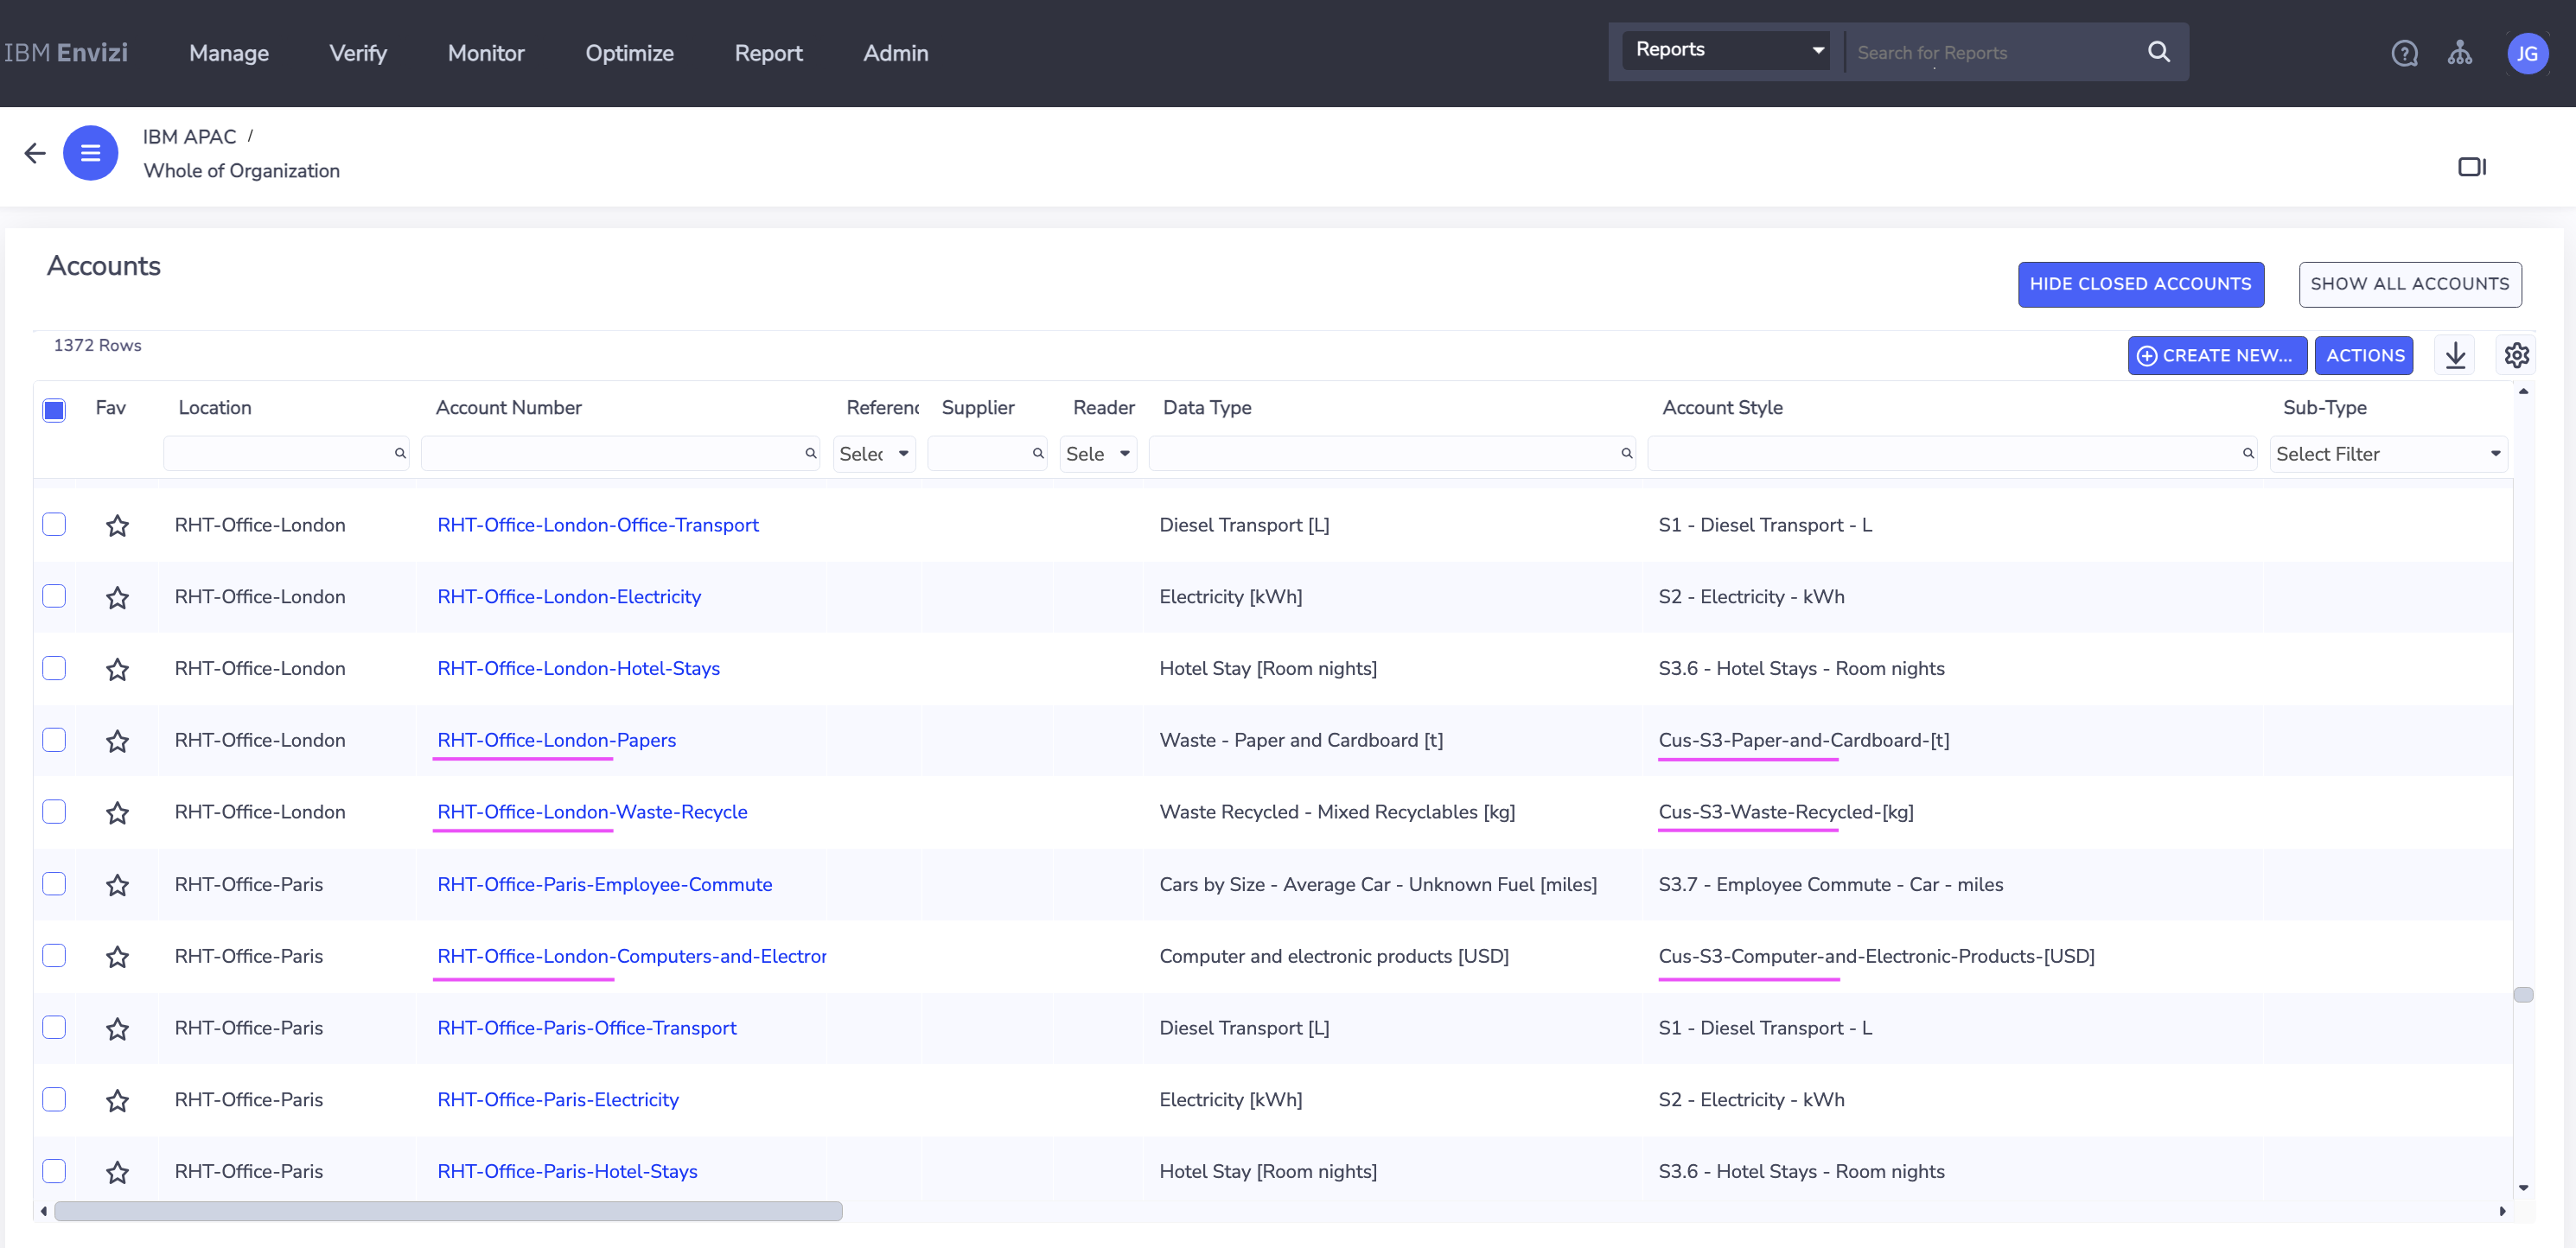 IBM Envizi Manage Verify Monitor Optimize Report Admin Reports Search for Reports JG
IBM APAC /
Whole of Organization
Accounts
HIDE CLOSED ACCOUNTS SHOW ALL ACCOUNTS
1372 Rows
CREATE NEW... ACTIONS
Fav Location Account Number Referenc Supplier Reader Data Type Account Style Sub-Type
Selec Sele Select Filter
RHT-Office-London RHT-Office-London-Office-Transport Diesel Transport [L] S1 - Diesel Transport - L
RHT-Office-London RHT-Office-London-Electricity Electricity [kWh] S2 - Electricity - kWh
RHT-Office-London RHT-Office-London-Hotel-Stays Hotel Stay [Room nights] S3.6 - Hotel Stays - Room nights
RHT-Office-London RHT-Office-London-Papers Waste - Paper and Cardboard [t] Cus-S3-Paper-and-Cardboard-[t]
RHT-Office-London RHT-Office-London-Waste-Recycle Waste Recycled - Mixed Recyclables [kg] Cus-S3-Waste-Recycled-[kg]
RHT-Office-Paris RHT-Office-Paris-Employee-Commute Cars by Size - Average Car - Unknown Fuel [miles] S3.7 - Employee Commute - Car - miles
RHT-Office-Paris RHT-Office-London-Computers-and-Electron Computer and electronic products [USD] Cus-S3-Computer-and-Electronic-Products-[USD]
RHT-Office-Paris RHT-Office-Paris-Office-Transport Diesel Transport [L] S1 - Diesel Transport - L
RHT-Office-Paris RHT-Office-Paris-Electricity Electricity [kWh] S2 - Electricity - kWh
RHT-Office-Paris RHT-Office-Paris-Hotel-Stays Hotel Stay [Room nights] S3.6 - Hotel Stays - Room nights